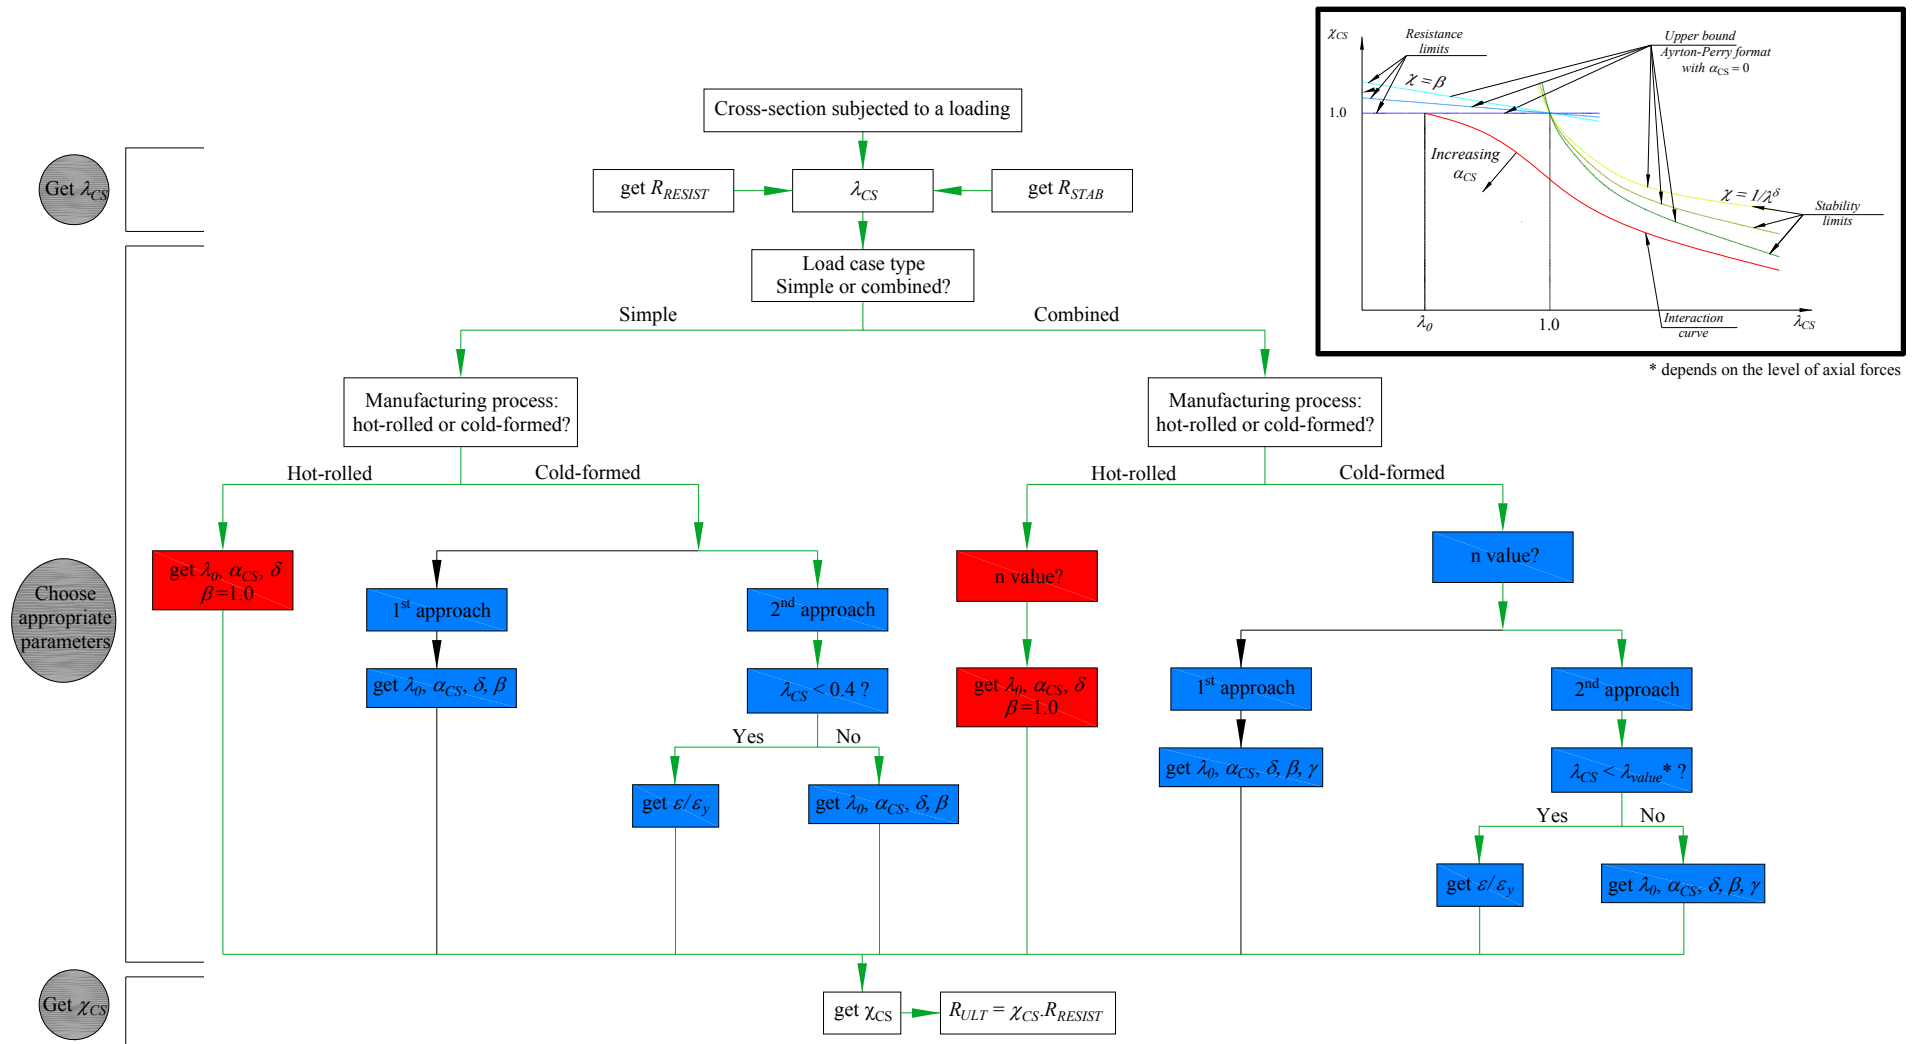 χCS
Resistance
limits
Upper bound
Ayrton-Perry format
with αCS = 0
χ = β
1.0
Increasing
αCS
χ = 1/λ^δ
Stability
limits
λ0
1.0
Interaction
curve
λCS
* depends on the level of axial forces
Cross-section subjected to a loading
Get λCS
get RRESIST
λCS
get RSTAB
Load case type
Simple or combined?
Simple
Combined
Manufacturing process:
hot-rolled or cold-formed?
Manufacturing process:
hot-rolled or cold-formed?
Hot-rolled
Cold-formed
Hot-rolled
Cold-formed
Choose
appropriate
parameters
get λ0, αCS, δ
β=1.0
1st approach
2nd approach
n value?
n value?
get λ0, αCS, δ, β
λCS < 0.4 ?
get λ0, αCS, δ
β=1.0
1st approach
2nd approach
Yes
No
get ε/εy
get λ0, αCS, δ, β
get λ0, αCS, δ, β, γ
λCS < λvalue* ?
Yes
No
get ε/εy
get λ0, αCS, δ, β, γ
Get χCS
get χCS
RULT = χCS.RRESIST